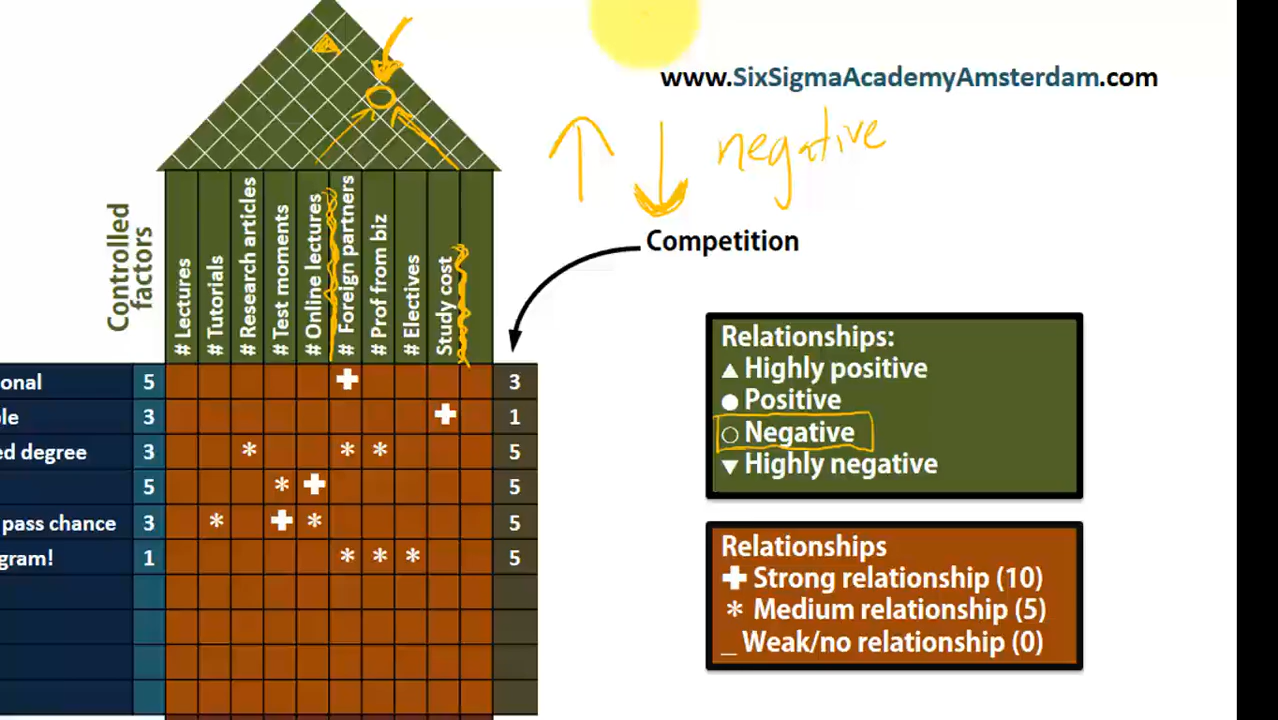 www.SixSigmaAcademyAmsterdam.com
negative
Competition
Controlled
factors
# Lectures
# Tutorials
# Research articles
# Test moments
# Online lectures
# Foreign partners
# Prof from biz
# Electives
Study cost
onal 5 ✚ 3
ple 3 ✚ 1
ed degree 3 * * * 5
5 * ✚ 5
pass chance 3 * ✚ * 5
gram! 1 * * * 5
Relationships:
▲ Highly positive
● Positive
○ Negative
▼ Highly negative
Relationships
✚ Strong relationship (10)
* Medium relationship (5)
_ Weak/no relationship (0)